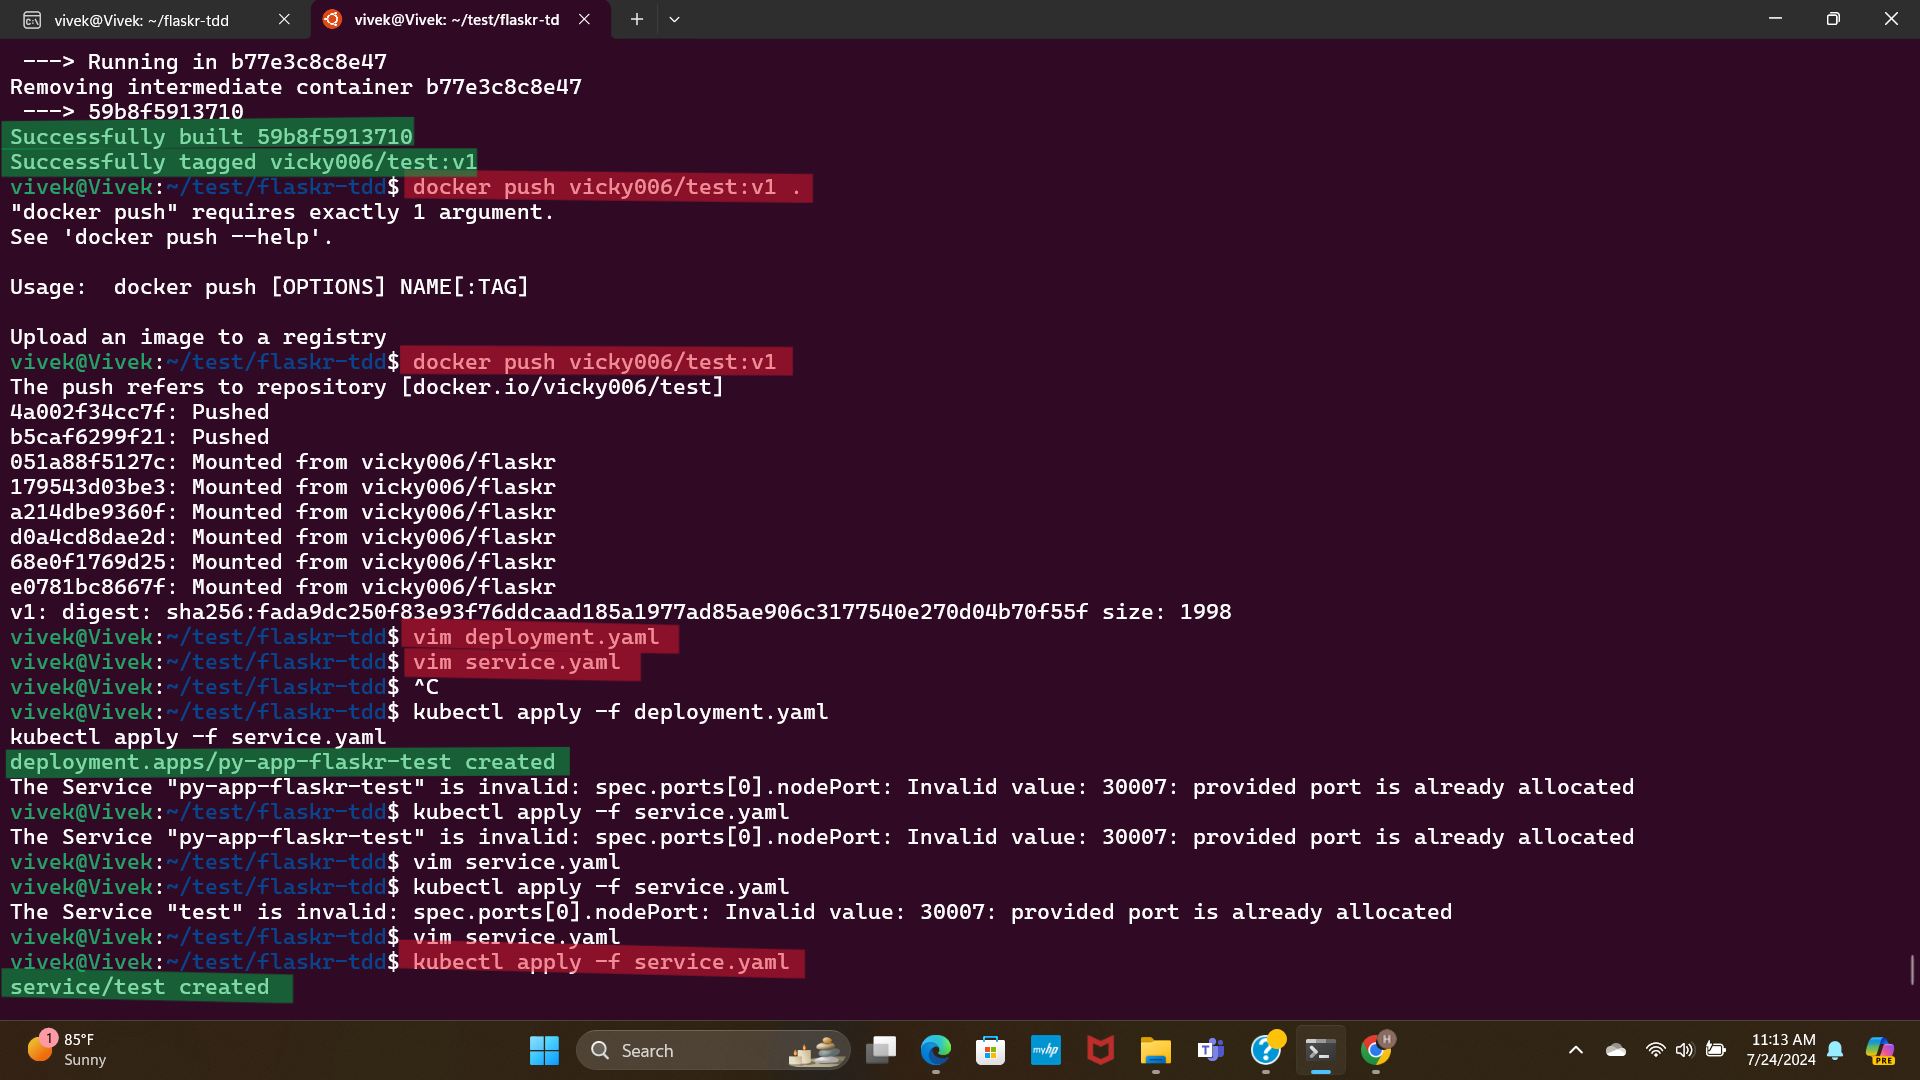 vivek@Vivek: ~/flaskr-tdd
vivek@Vivek: ~/test/flaskr-td
---> Running in b77e3c8c8e47
Removing intermediate container b77e3c8c8e47
---> 59b8f5913710
Successfully built 59b8f5913710
Successfully tagged vicky006/test:v1
vivek@Vivek:~/test/flaskr-tdd$ docker push vicky006/test:v1 .
"docker push" requires exactly 1 argument.
See 'docker push --help'.
Usage:  docker push [OPTIONS] NAME[:TAG]
Upload an image to a registry
vivek@Vivek:~/test/flaskr-tdd$ docker push vicky006/test:v1
The push refers to repository [docker.io/vicky006/test]
4a002f34cc7f: Pushed
b5caf6299f21: Pushed
051a88f5127c: Mounted from vicky006/flaskr
179543d03be3: Mounted from vicky006/flaskr
a214dbe9360f: Mounted from vicky006/flaskr
d0a4cd8dae2d: Mounted from vicky006/flaskr
68e0f1769d25: Mounted from vicky006/flaskr
e0781bc8667f: Mounted from vicky006/flaskr
v1: digest: sha256:fada9dc250f83e93f76ddcaad185a1977ad85ae906c3177540e270d04b70f55f size: 1998
vivek@Vivek:~/test/flaskr-tdd$ vim deployment.yaml
vivek@Vivek:~/test/flaskr-tdd$ vim service.yaml
vivek@Vivek:~/test/flaskr-tdd$ ^C
vivek@Vivek:~/test/flaskr-tdd$ kubectl apply -f deployment.yaml
kubectl apply -f service.yaml
deployment.apps/py-app-flaskr-test created
The Service "py-app-flaskr-test" is invalid: spec.ports[0].nodePort: Invalid value: 30007: provided port is already allocated
vivek@Vivek:~/test/flaskr-tdd$ kubectl apply -f service.yaml
The Service "py-app-flaskr-test" is invalid: spec.ports[0].nodePort: Invalid value: 30007: provided port is already allocated
vivek@Vivek:~/test/flaskr-tdd$ vim service.yaml
vivek@Vivek:~/test/flaskr-tdd$ kubectl apply -f service.yaml
The Service "test" is invalid: spec.ports[0].nodePort: Invalid value: 30007: provided port is already allocated
vivek@Vivek:~/test/flaskr-tdd$ vim service.yaml
vivek@Vivek:~/test/flaskr-tdd$ kubectl apply -f service.yaml
service/test created
1
85°F
Sunny
Search
myhp
T
H
11:13 AM
7/24/2024
PRE